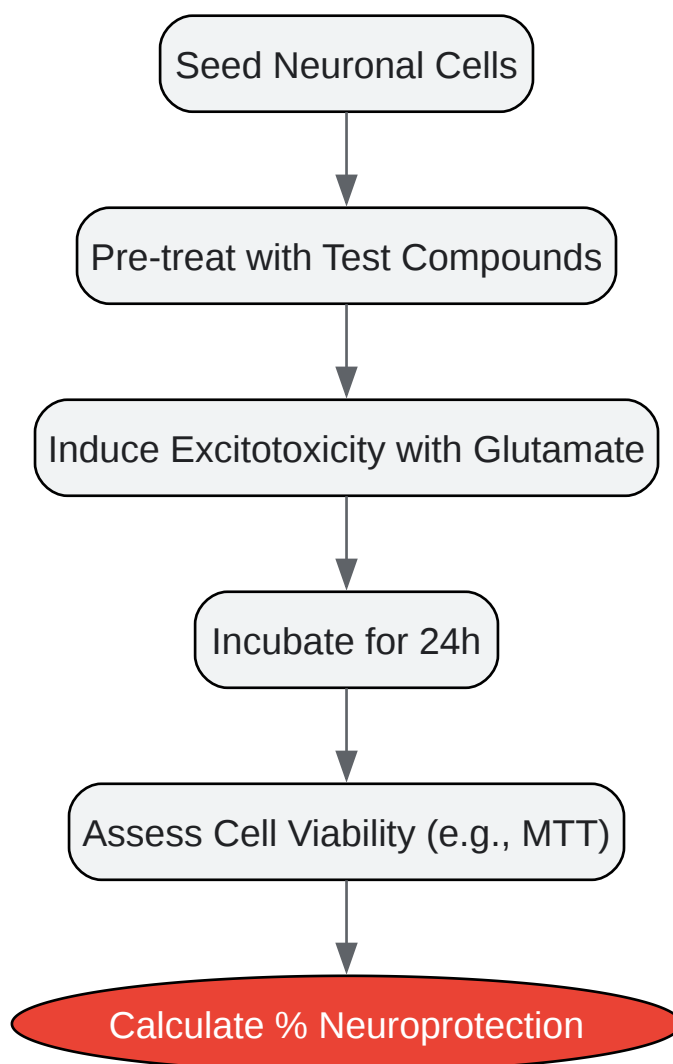 Seed Neuronal Cells
Pre-treat with Test Compounds
Induce Excitotoxicity with Glutamate
Incubate for 24h
Assess Cell Viability (e.g., MTT)
Calculate % Neuroprotection